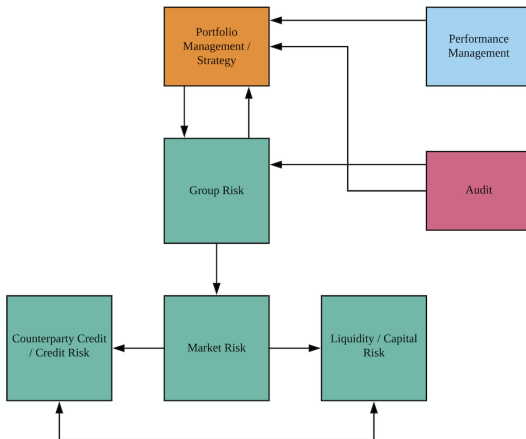 Portfolio
Management /
Strategy
Performance
Management
Group Risk
Audit
Counterparty Credit
/ Credit Risk
Market Risk
Liquidity / Capital
Risk